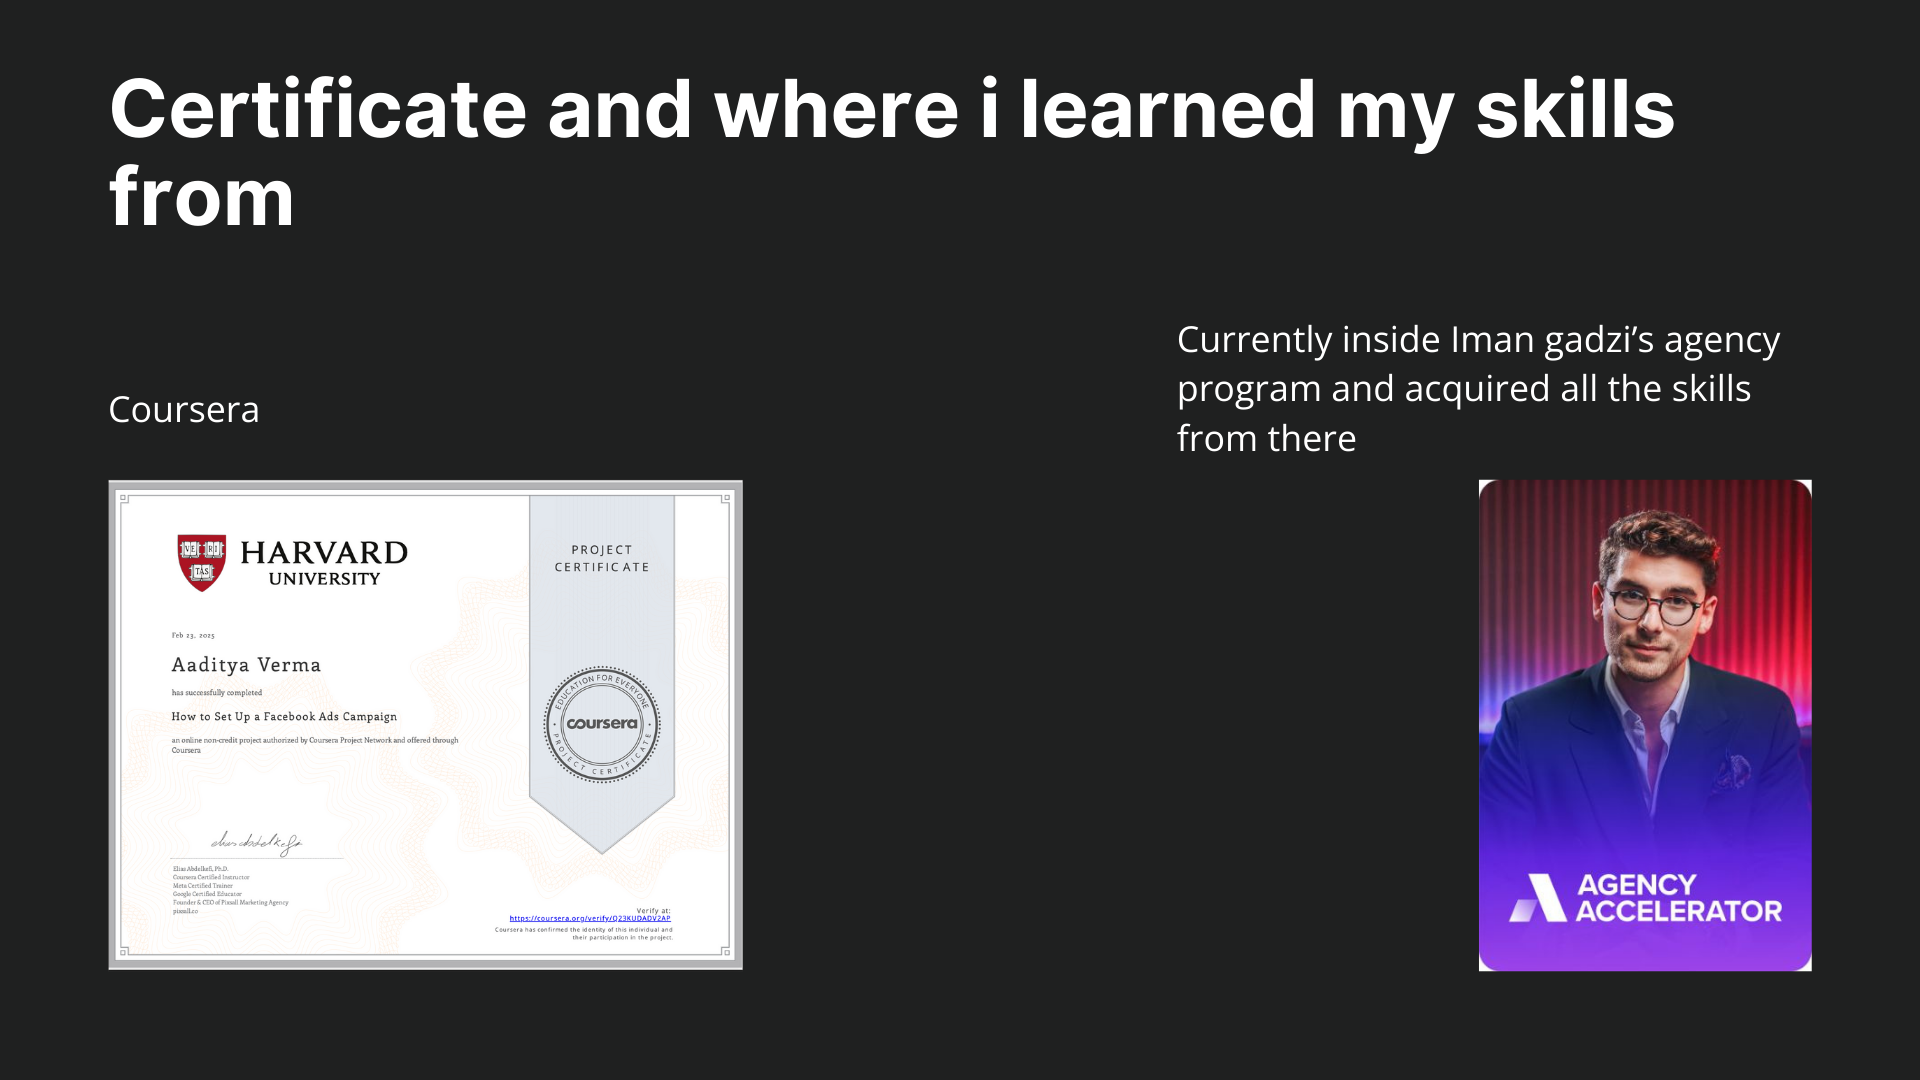 Certificate and where i learned my skills
from
Coursera
Currently inside Iman gadzi’s agency
program and acquired all the skills
from there
VE RI
TAS
HARVARD
UNIVERSITY
PROJECT
CERTIFICATE
Feb 23, 2025
Aaditya Verma
has successfully completed
How to Set Up a Facebook Ads Campaign
an online non-credit project authorized by Coursera Project Network and offered through
Coursera
EDUCATION FOR EVERYONE
coursera
PROJECT CERTIFICATE
Elias Abdelkefi, Ph.D.
Coursera Certified Instructor
Meta Certified Trainer
Google Certified Educator
Founder & CEO of Pixsall Marketing Agency
pixsall.co
Verify at:
https://coursera.org/verify/Q23KUDADV2AP
Coursera has confirmed the identity of this individual and
their participation in the project.
AGENCY
ACCELERATOR